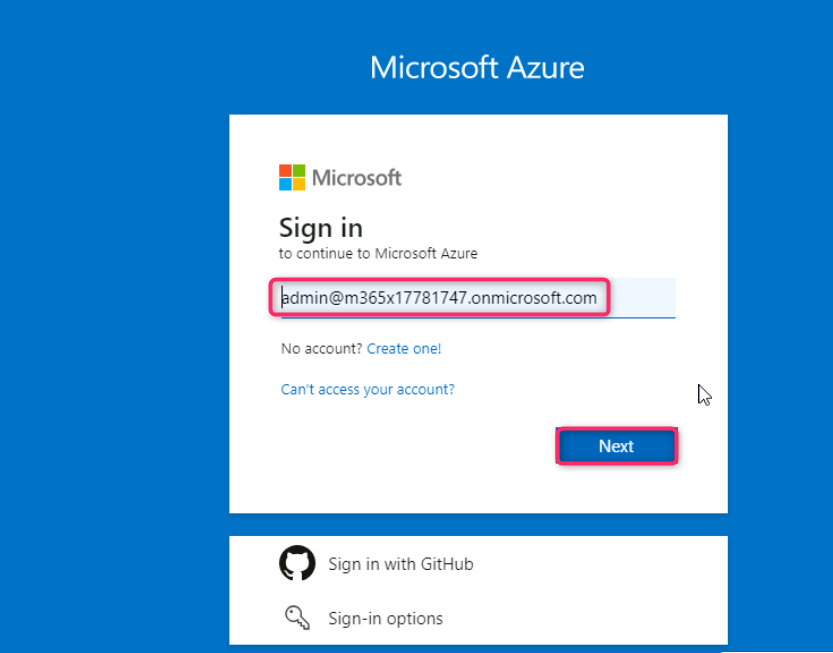 Microsoft Azure
Microsoft
Sign in
to continue to Microsoft Azure
admin@m365x17781747.onmicrosoft.com
No account? Create one!
Can't access your account?
Next
Sign in with GitHub
Sign-in options